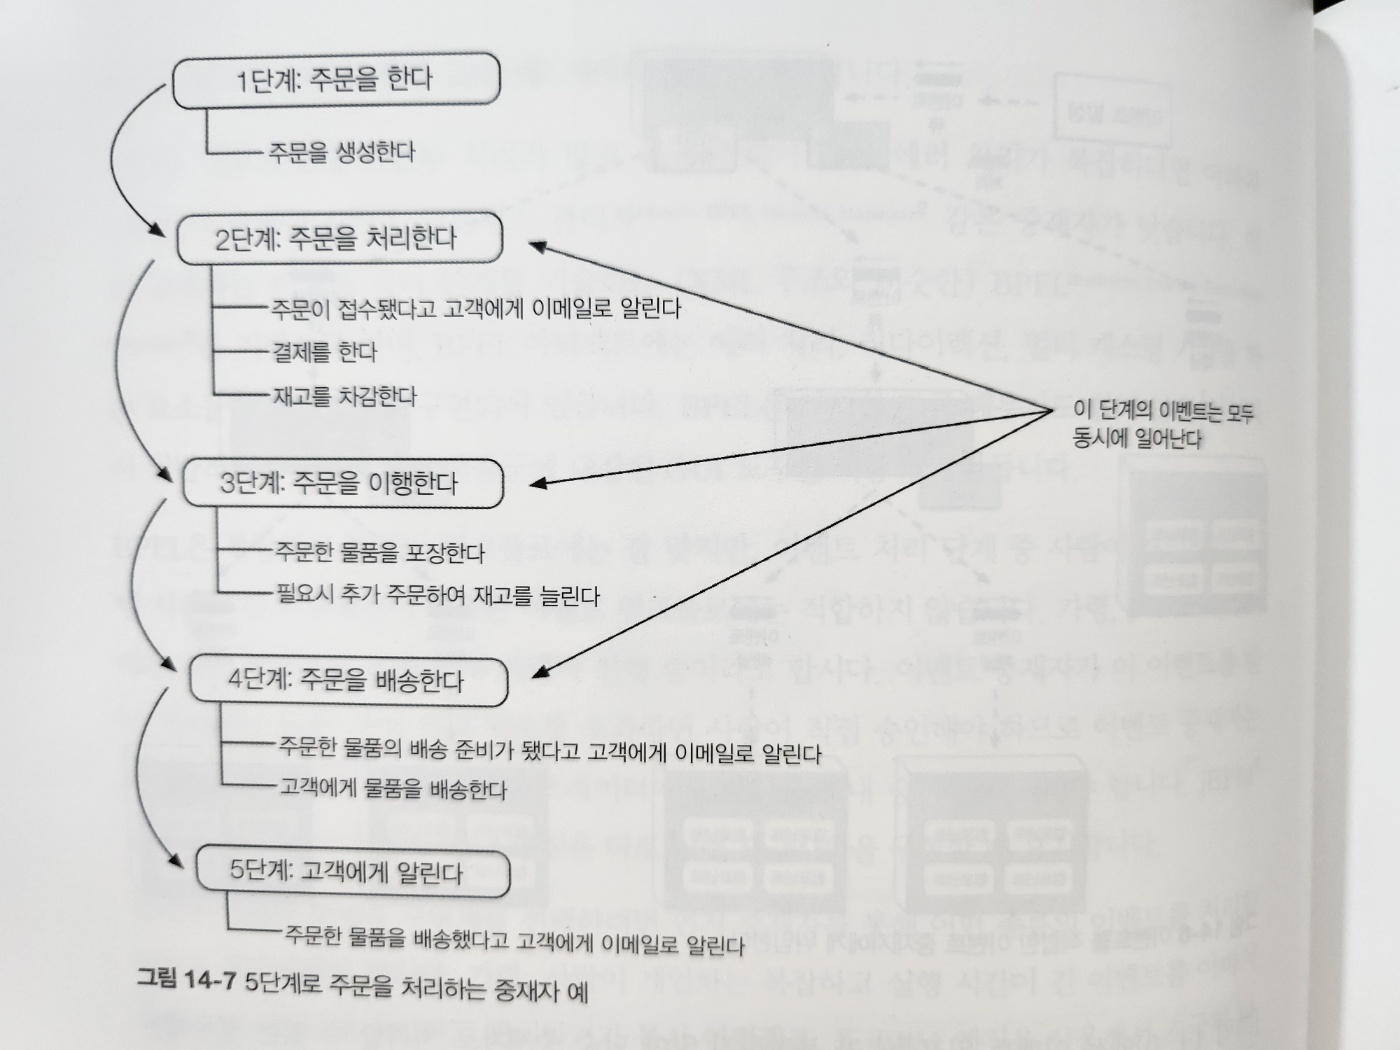 1단계: 주문을 한다
주문을 생성한다
2단계: 주문을 처리한다
주문이 접수됐다고 고객에게 이메일로 알린다
결제를 한다
재고를 차감한다
이 단계의 이벤트는 모두
동시에 일어난다
3단계: 주문을 이행한다
주문한 물품을 포장한다
필요시 추가 주문하여 재고를 늘린다
4단계: 주문을 배송한다
주문한 물품의 배송 준비가 됐다고 고객에게 이메일로 알린다
고객에게 물품을 배송한다
5단계: 고객에게 알린다
주문한 물품을 배송했다고 고객에게 이메일로 알린다
그림 14-7 5단계로 주문을 처리하는 중재자 예